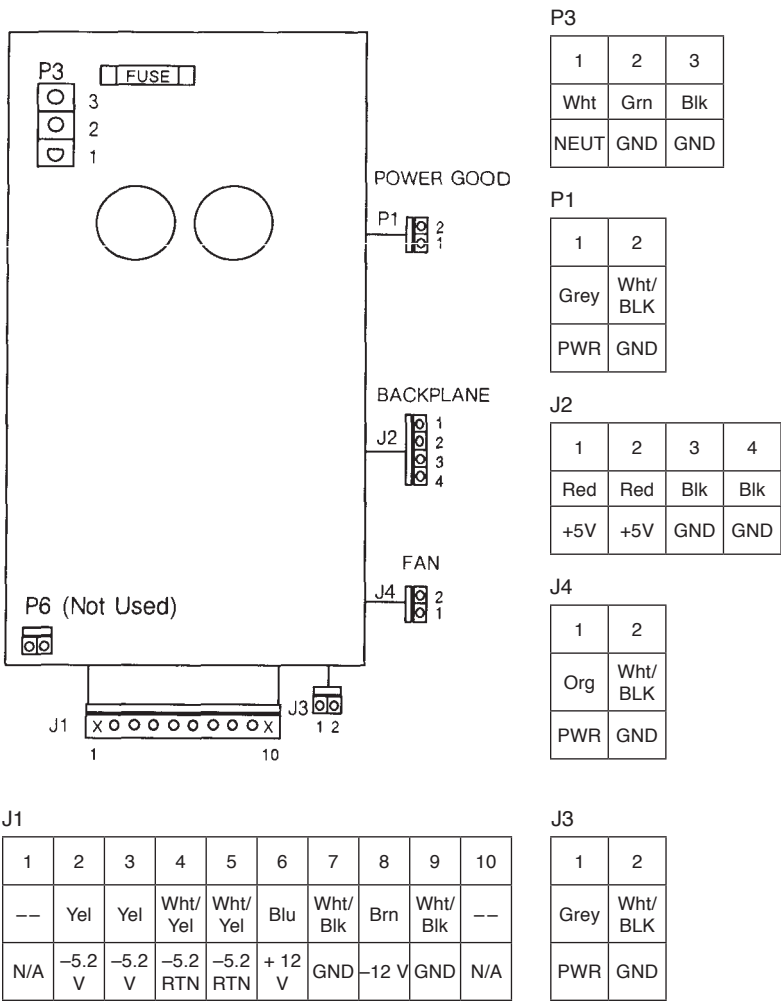 P3
FUSE
3
2
1
POWER GOOD
P1
2
1
BACKPLANE
J2
1
2
3
4
FAN
J4
2
1
P6 (Not Used)
J3
1 2
J1
X X
1 10
P3
1 2 3
Wht Grn Blk
NEUT GND GND
P1
1 2
Grey Wht/BLK
PWR GND
J2
1 2 3 4
Red Red Blk Blk
+5V +5V GND GND
J4
1 2
Org Wht/BLK
PWR GND
J1
1 2 3 4 5 6 7 8 9 10
–– Yel Yel Wht/Yel Wht/Yel Blu Wht/Blk Brn Wht/Blk ––
N/A –5.2 V –5.2 V –5.2 RTN –5.2 RTN + 12 V GND –12 V GND N/A
J3
1 2
Grey Wht/BLK
PWR GND